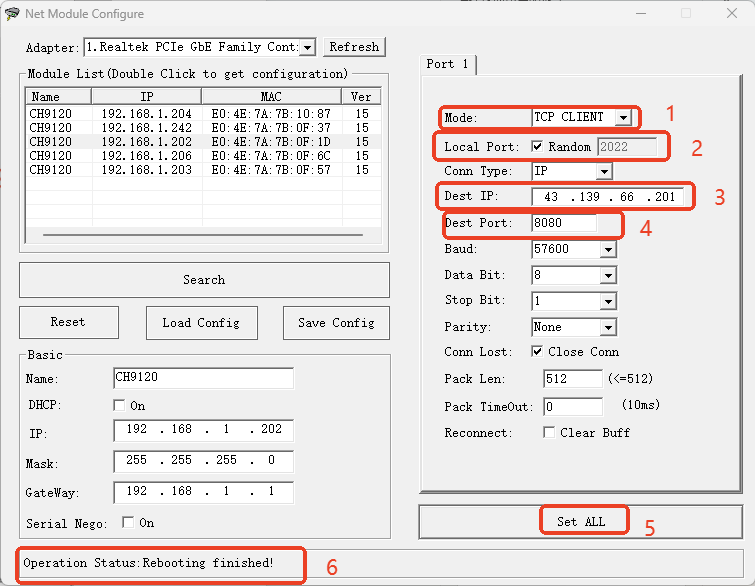 Net Module Configure
Adapter: 1.Realtek PCIe GbE Family Cont: Refresh
Module List(Double Click to get configuration)
Name IP MAC Ver
CH9120 192.168.1.204 E0:4E:7A:7B:10:87 15
CH9120 192.168.1.242 E0:4E:7A:7B:0F:37 15
CH9120 192.168.1.202 E0:4E:7A:7B:0F:1D 15
CH9120 192.168.1.206 E0:4E:7A:7B:0F:6C 15
CH9120 192.168.1.203 E0:4E:7A:7B:0F:57 15
Search
Reset Load Config Save Config
Basic
Name: CH9120
DHCP: On
IP: 192 . 168 . 1 . 202
Mask: 255 . 255 . 255 . 0
GateWay: 192 . 168 . 1 . 1
Serial Nego: On
Port 1
Mode: TCP CLIENT 1
Local Port: Random 2022 2
Conn Type: IP
Dest IP: 43 . 139 . 66 . 201 3
Dest Port: 8080 4
Baud: 57600
Data Bit: 8
Stop Bit: 1
Parity: None
Conn Lost: Close Conn
Pack Len: 512 (<=512)
Pack TimeOut: 0 (10ms)
Reconnect: Clear Buff
Set ALL 5
Operation Status:Rebooting finished! 6